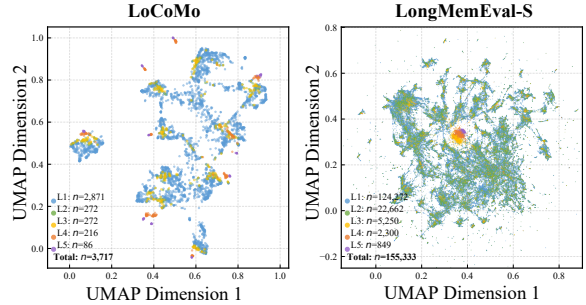 LoCoMo
LongMemEval-S
UMAP Dimension 2
1.0
0.8
0.6
0.4
0.2
0.0
L1: n=2,871
L2: n=272
L3: n=272
L4: n=216
L5: n=86
Total: n=3,717
0.0
0.2
0.4
0.6
0.8
1.0
UMAP Dimension 1
UMAP Dimension 2
0.8
0.6
0.4
0.2
0.0
−0.2
L1: n=124,272
L2: n=22,662
L3: n=5,250
L4: n=2,300
L5: n=849
Total: n=155,333
0.0
0.2
0.4
0.6
0.8
UMAP Dimension 1